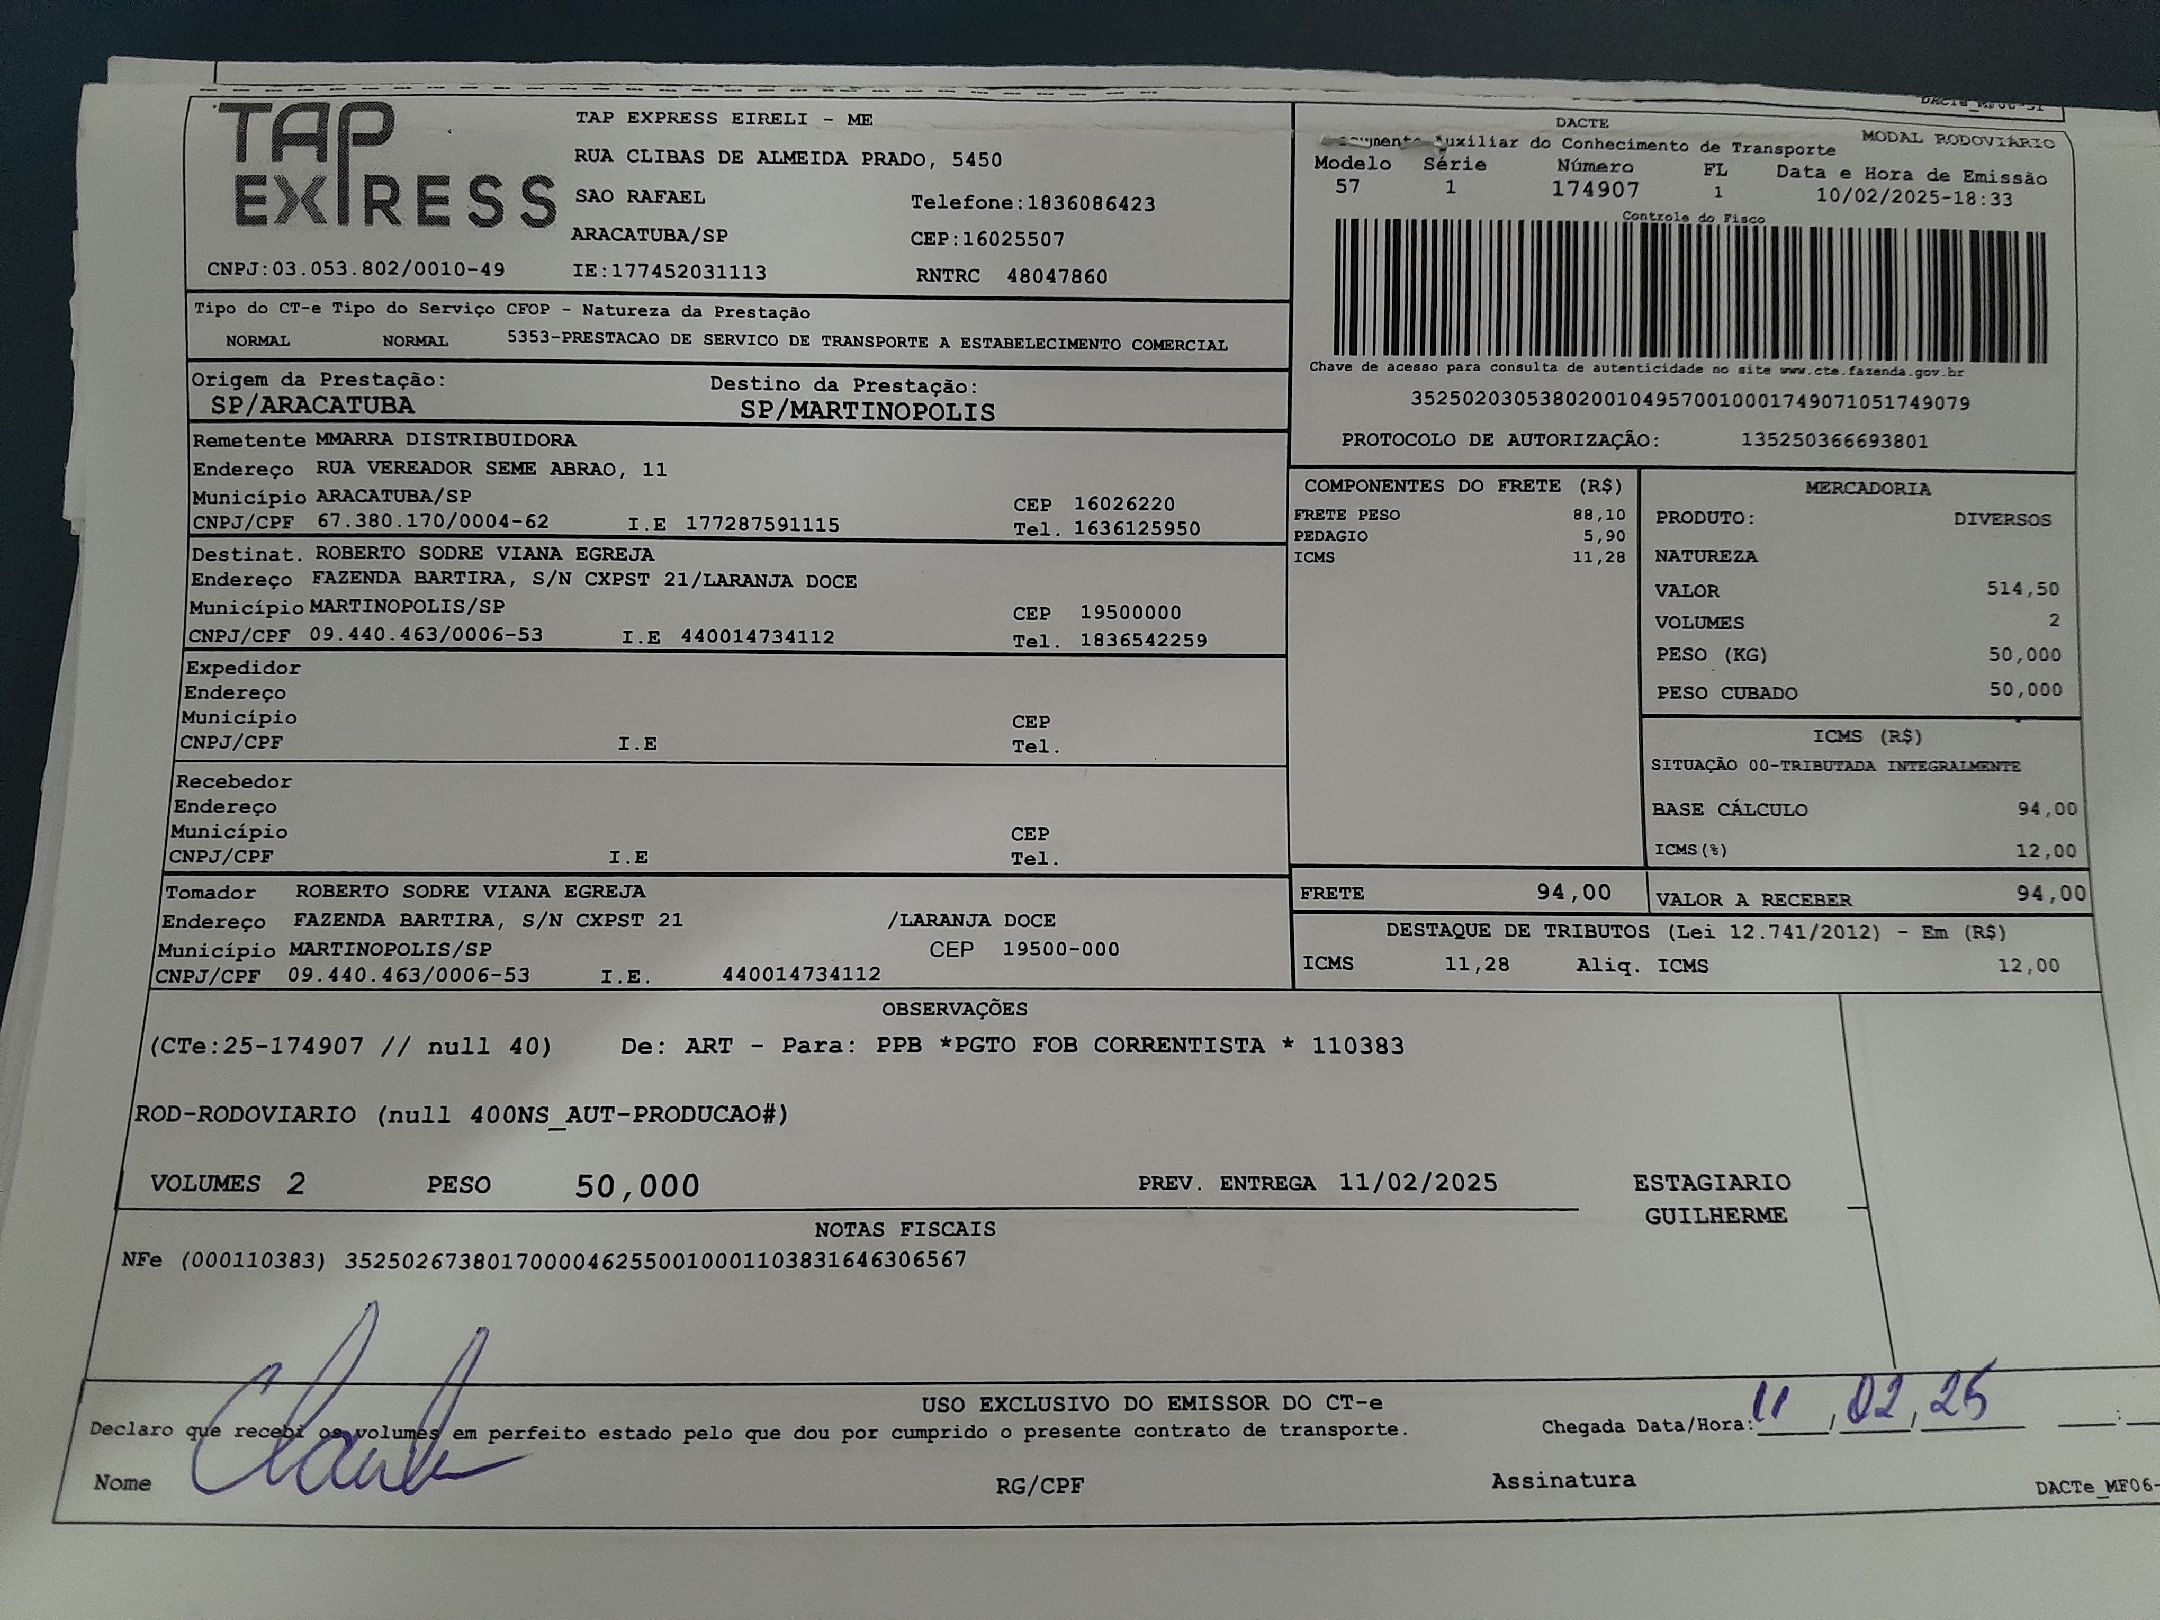 TAP EXPRESS
TAP EXPRESS EIRELI - ME
RUA CLIBAS DE ALMEIDA PRADO, 5450
SAO RAFAEL Telefone:1836086423
ARACATUBA/SP CEP:16025507
CNPJ:03.053.802/0010-49 IE:177452031113 RNTRC 48047860
DACTE
Auxiliar do Conhecimento de Transporte MODAL RODOVIÁRIO
Modelo Série Número FL Data e Hora de Emissão
57 1 174907 1 10/02/2025-18:33
Controle do Fisco
Chave de acesso para consulta de autenticidade no site www.cte.fazenda.gov.br
35250203053802001049570010001749071051749079
PROTOCOLO DE AUTORIZAÇÃO: 135250366693801
Tipo do CT-e Tipo do Serviço CFOP - Natureza da Prestação
NORMAL NORMAL 5353-PRESTACAO DE SERVICO DE TRANSPORTE A ESTABELECIMENTO COMERCIAL
Origem da Prestação: Destino da Prestação:
SP/ARACATUBA SP/MARTINOPOLIS
Remetente MMARRA DISTRIBUIDORA
Endereço RUA VEREADOR SEME ABRAO, 11
Município ARACATUBA/SP CEP 16026220
CNPJ/CPF 67.380.170/0004-62 I.E 177287591115 Tel. 1636125950
Destinat. ROBERTO SODRE VIANA EGREJA
Endereço FAZENDA BARTIRA, S/N CXPST 21/LARANJA DOCE
Município MARTINOPOLIS/SP CEP 19500000
CNPJ/CPF 09.440.463/0006-53 I.E 440014734112 Tel. 1836542259
Expedidor
Endereço
Município CEP
CNPJ/CPF I.E Tel.
Recebedor
Endereço
Município CEP
CNPJ/CPF I.E Tel.
Tomador ROBERTO SODRE VIANA EGREJA
Endereço FAZENDA BARTIRA, S/N CXPST 21 /LARANJA DOCE
Município MARTINOPOLIS/SP CEP 19500-000
CNPJ/CPF 09.440.463/0006-53 I.E. 440014734112
COMPONENTES DO FRETE (R$)
FRETE PESO 88,10
PEDAGIO 5,90
ICMS 11,28
MERCADORIA
PRODUTO: DIVERSOS
NATUREZA
VALOR 514,50
VOLUMES 2
PESO (KG) 50,000
PESO CUBADO 50,000
ICMS (R$)
SITUAÇÃO 00-TRIBUTADA INTEGRALMENTE
BASE CÁLCULO 94,00
ICMS(%) 12,00
FRETE 94,00 VALOR A RECEBER 94,00
DESTAQUE DE TRIBUTOS (Lei 12.741/2012) - Em (R$)
ICMS 11,28 Aliq. ICMS 12,00
OBSERVAÇÕES
(CTe:25-174907 // null 40) De: ART - Para: PPB *PGTO FOB CORRENTISTA * 110383
ROD-RODOVIARIO (null 400NS_AUT-PRODUCAO#)
VOLUMES 2 PESO 50,000 PREV. ENTREGA 11/02/2025 ESTAGIARIO
GUILHERME
NOTAS FISCAIS
NFe (000110383) 35250267380170000462550010001103831646306567
USO EXCLUSIVO DO EMISSOR DO CT-e
Declaro que recebi os volumes em perfeito estado pelo que dou por cumprido o presente contrato de transporte. Chegada Data/Hora: 11 / 02 / 25 :
Nome RG/CPF Assinatura DACTe_MF06-